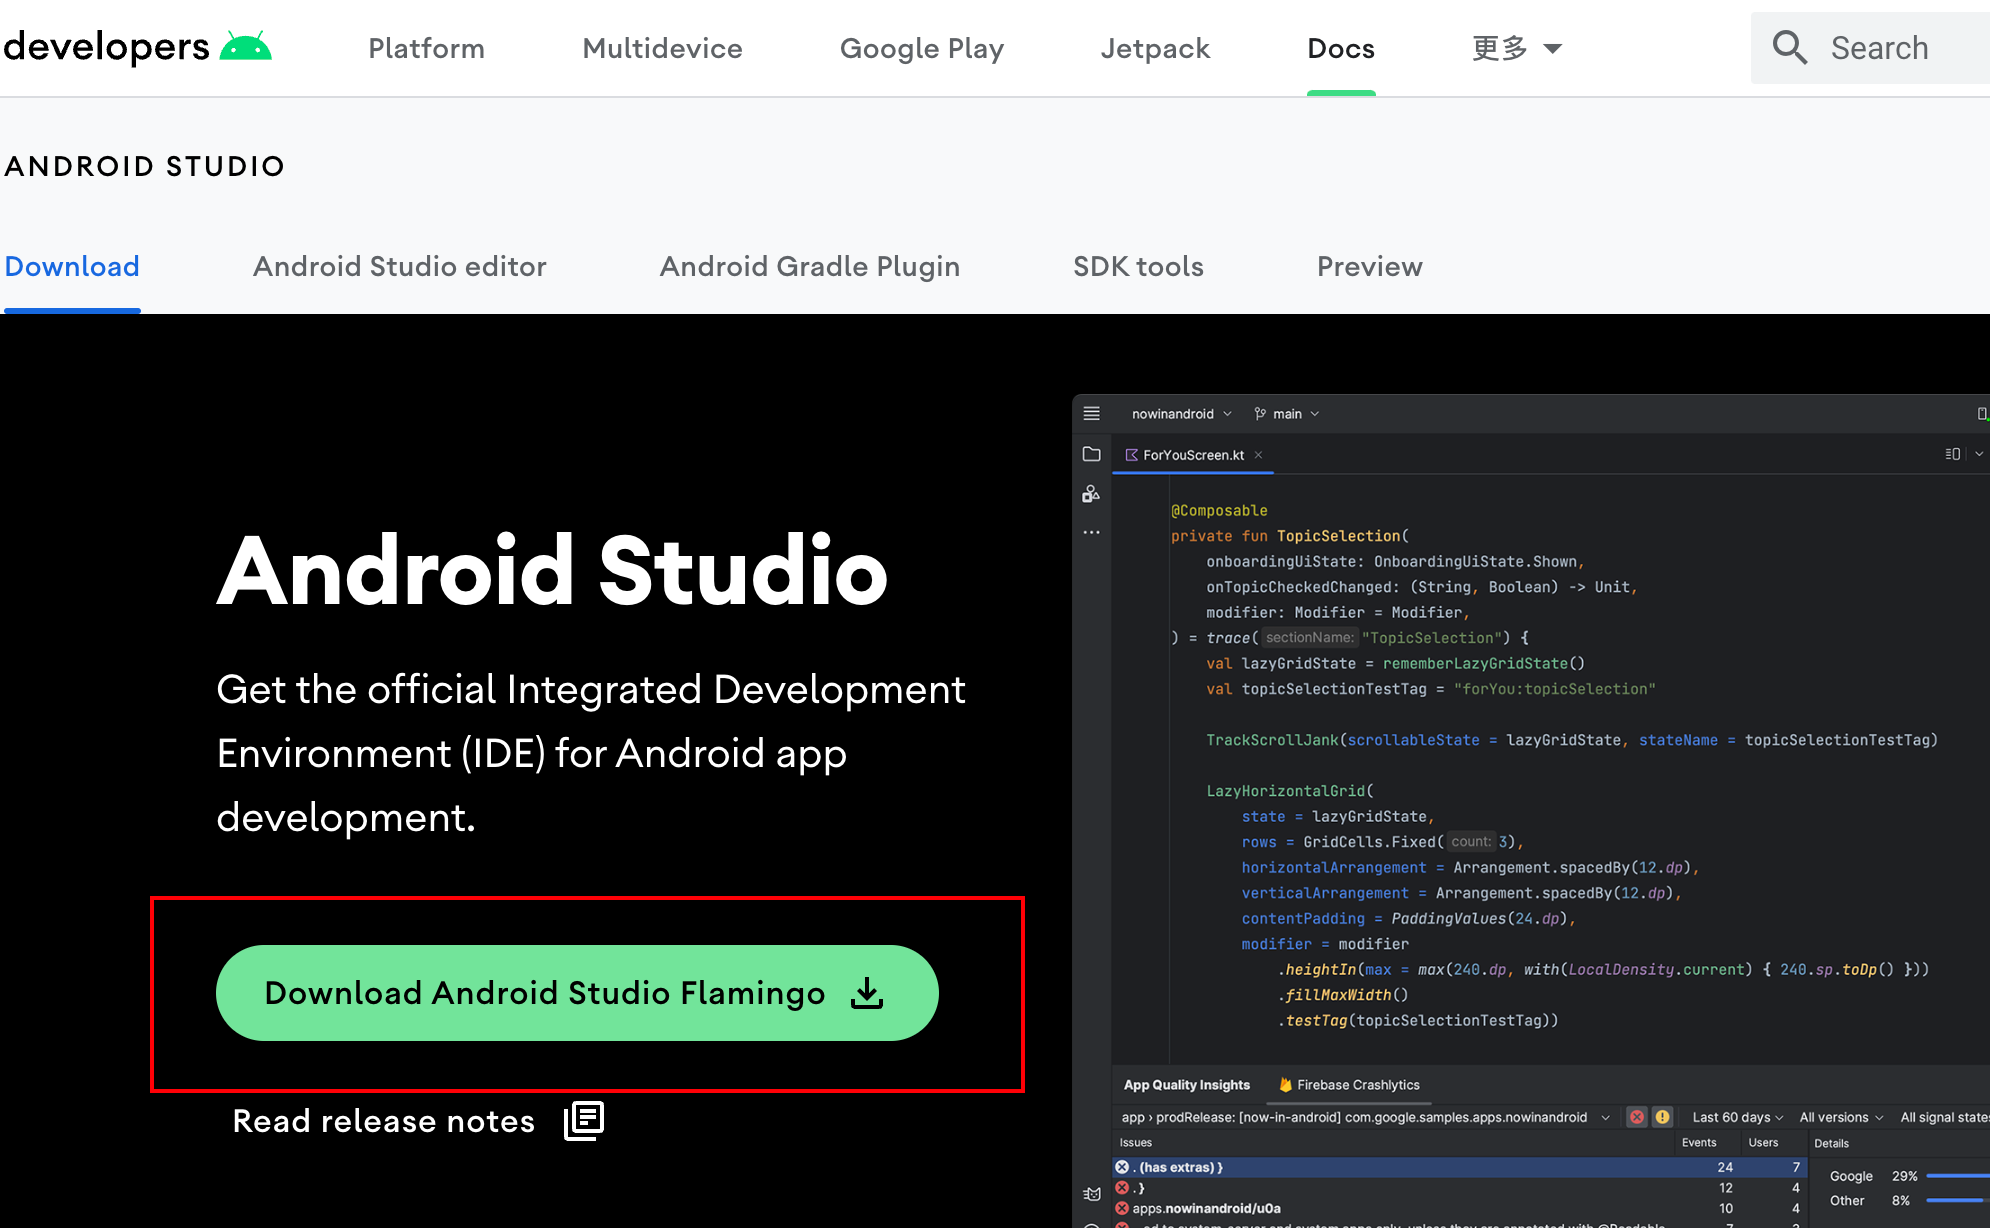 developers
Platform
Multidevice
Google Play
Jetpack
Docs
更多
Search
ANDROID STUDIO
Download
Android Studio editor
Android Gradle Plugin
SDK tools
Preview
Android Studio
Get the official Integrated Development
Environment (IDE) for Android app
development.
Download Android Studio Flamingo
Read release notes
nowinandroid
main
ForYouScreen.kt
@Composable
private fun TopicSelection(
onboardingUiState: OnboardingUiState.Shown,
onTopicCheckedChanged: (String, Boolean) -> Unit,
modifier: Modifier = Modifier,
) = trace( sectionName: "TopicSelection") {
val lazyGridState = rememberLazyGridState()
val topicSelectionTestTag = "forYou:topicSelection"
TrackScrollJank(scrollableState = lazyGridState, stateName = topicSelectionTestTag)
LazyHorizontalGrid(
state = lazyGridState,
rows = GridCells.Fixed( count: 3),
horizontalArrangement = Arrangement.spacedBy(12.dp),
verticalArrangement = Arrangement.spacedBy(12.dp),
contentPadding = PaddingValues(24.dp),
modifier = modifier
.heightIn(max = max(240.dp, with(LocalDensity.current) { 240.sp.toDp() }))
.fillMaxWidth()
.testTag(topicSelectionTestTag))
App Quality Insights
Firebase Crashlytics
app › prodRelease: [now-in-android] com.google.samples.apps.nowinandroid
Last 60 days
All versions
All signal states
Issues
Events
Users
Details
. (has extras) } 24 7
. } 12 4
apps.nowinandroid/u0a 10 4
Google 29%
Other 8%